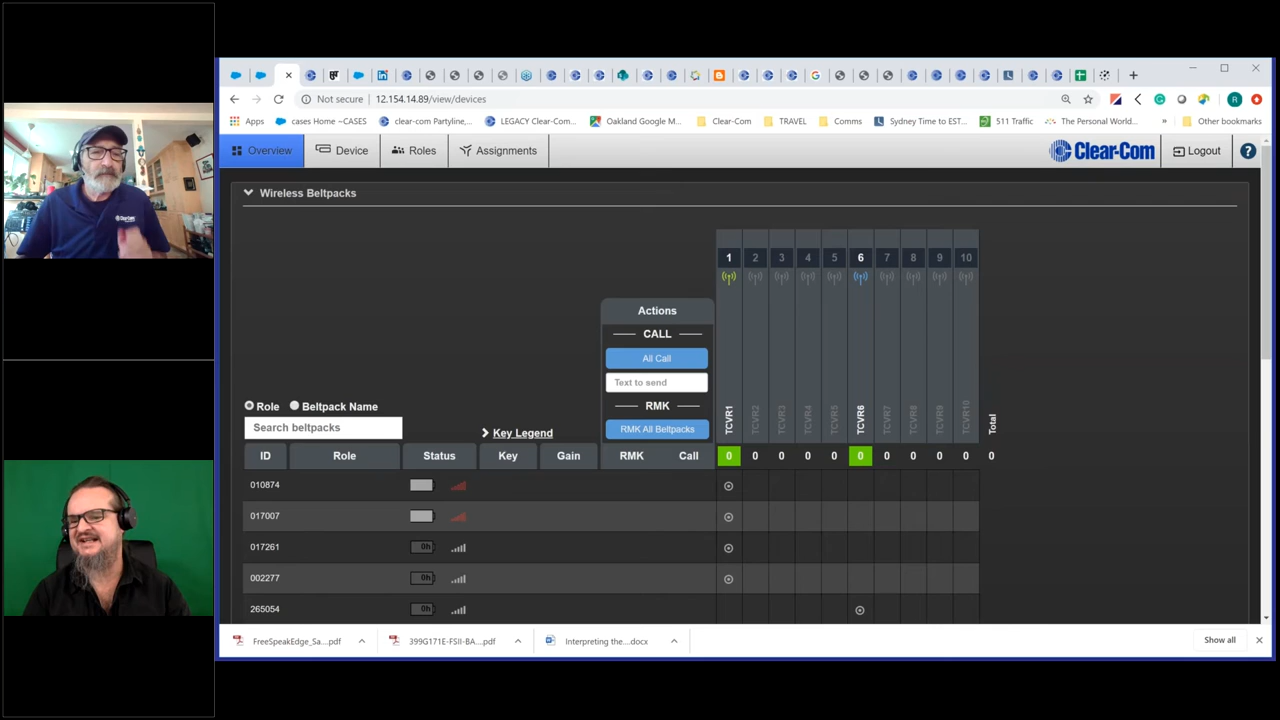 Not secure | 12.154.14.89/view/devices
R
Apps cases Home ~CASES clear-com Partyline,... LEGACY Clear-Com... Oakland Google M... Clear-Com TRAVEL Comms Sydney Time to EST... 511 Traffic The Personal World... » Other bookmarks
Overview Device Roles Assignments Clear-Com Logout ?
Wireless Beltpacks
1 2 3 4 5 6 7 8 9 10
Actions
CALL
All Call
Text to send
RMK
RMK All Beltpacks
TCVR1 TCVR2 TCVR3 TCVR4 TCVR5 TCVR6 TCVR7 TCVR8 TCVR9 TCVR10 Total
Role Beltpack Name
Search beltpacks
Key Legend
ID Role Status Key Gain RMK Call 0 0 0 0 0 0 0 0 0 0 0
010874
017007
017261 0h
002277 0h
265054 0h
FreeSpeakEdge_Sa....pdf 399G171E-FSII-BA....pdf Interpreting the....docx Show all